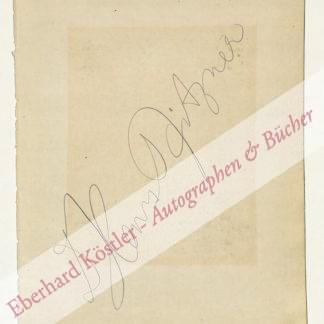 Hans Pfitzner
Eberhard Köstler - Autographen & Bücher